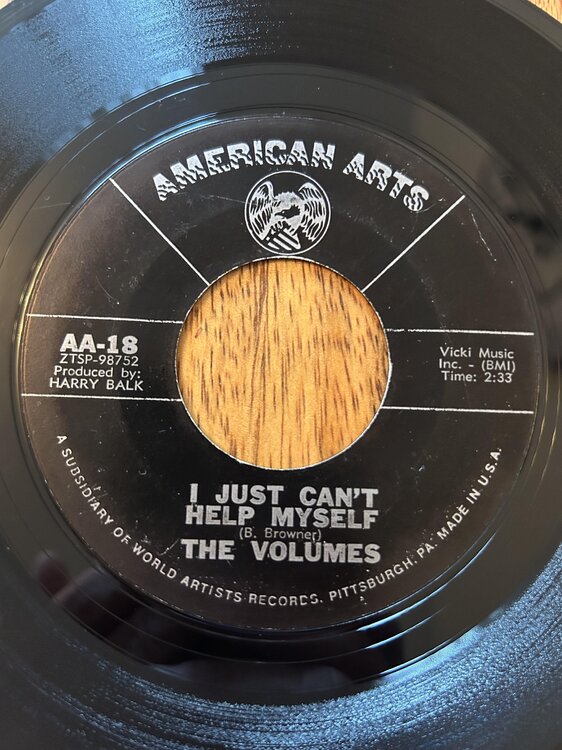 AMERICAN ARTS
AA-18
ZTSP-98752
Produced by:
HARRY BALK
Vicki Music
Inc. - (BMI)
Time: 2:33
I JUST CAN'T
HELP MYSELF
(B. Browner)
THE VOLUMES
A SUBSIDIARY OF WORLD ARTISTS RECORDS, PITTSBURGH, PA. MADE IN U.S.A.